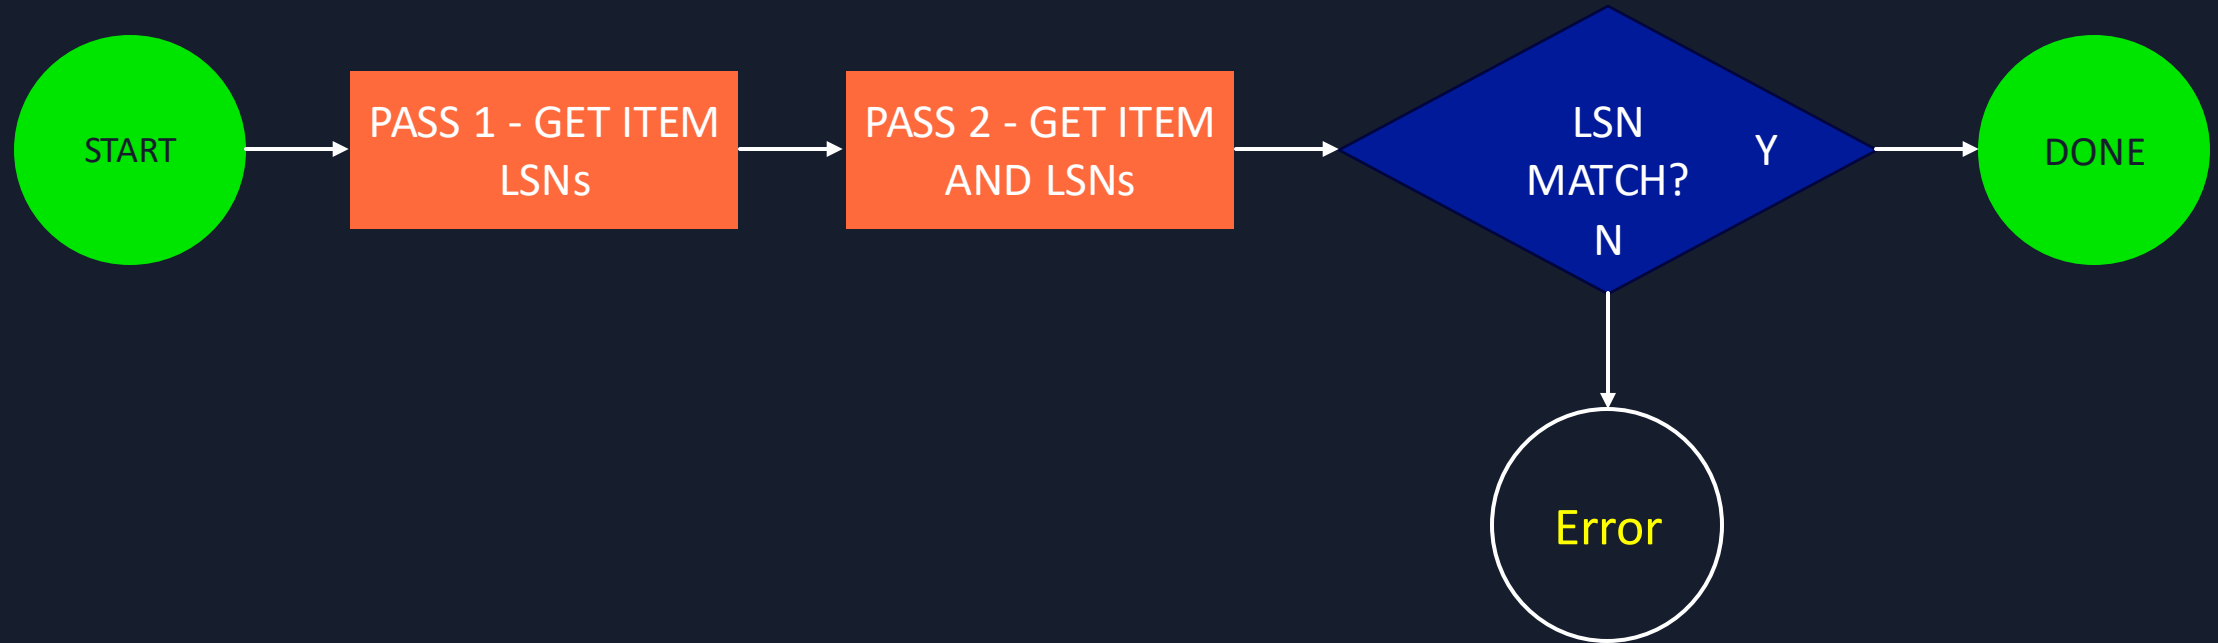 START
PASS 1 - GET ITEM
LSNs
PASS 2 - GET ITEM
AND LSNs
LSN
MATCH?
N
Y
DONE
Error